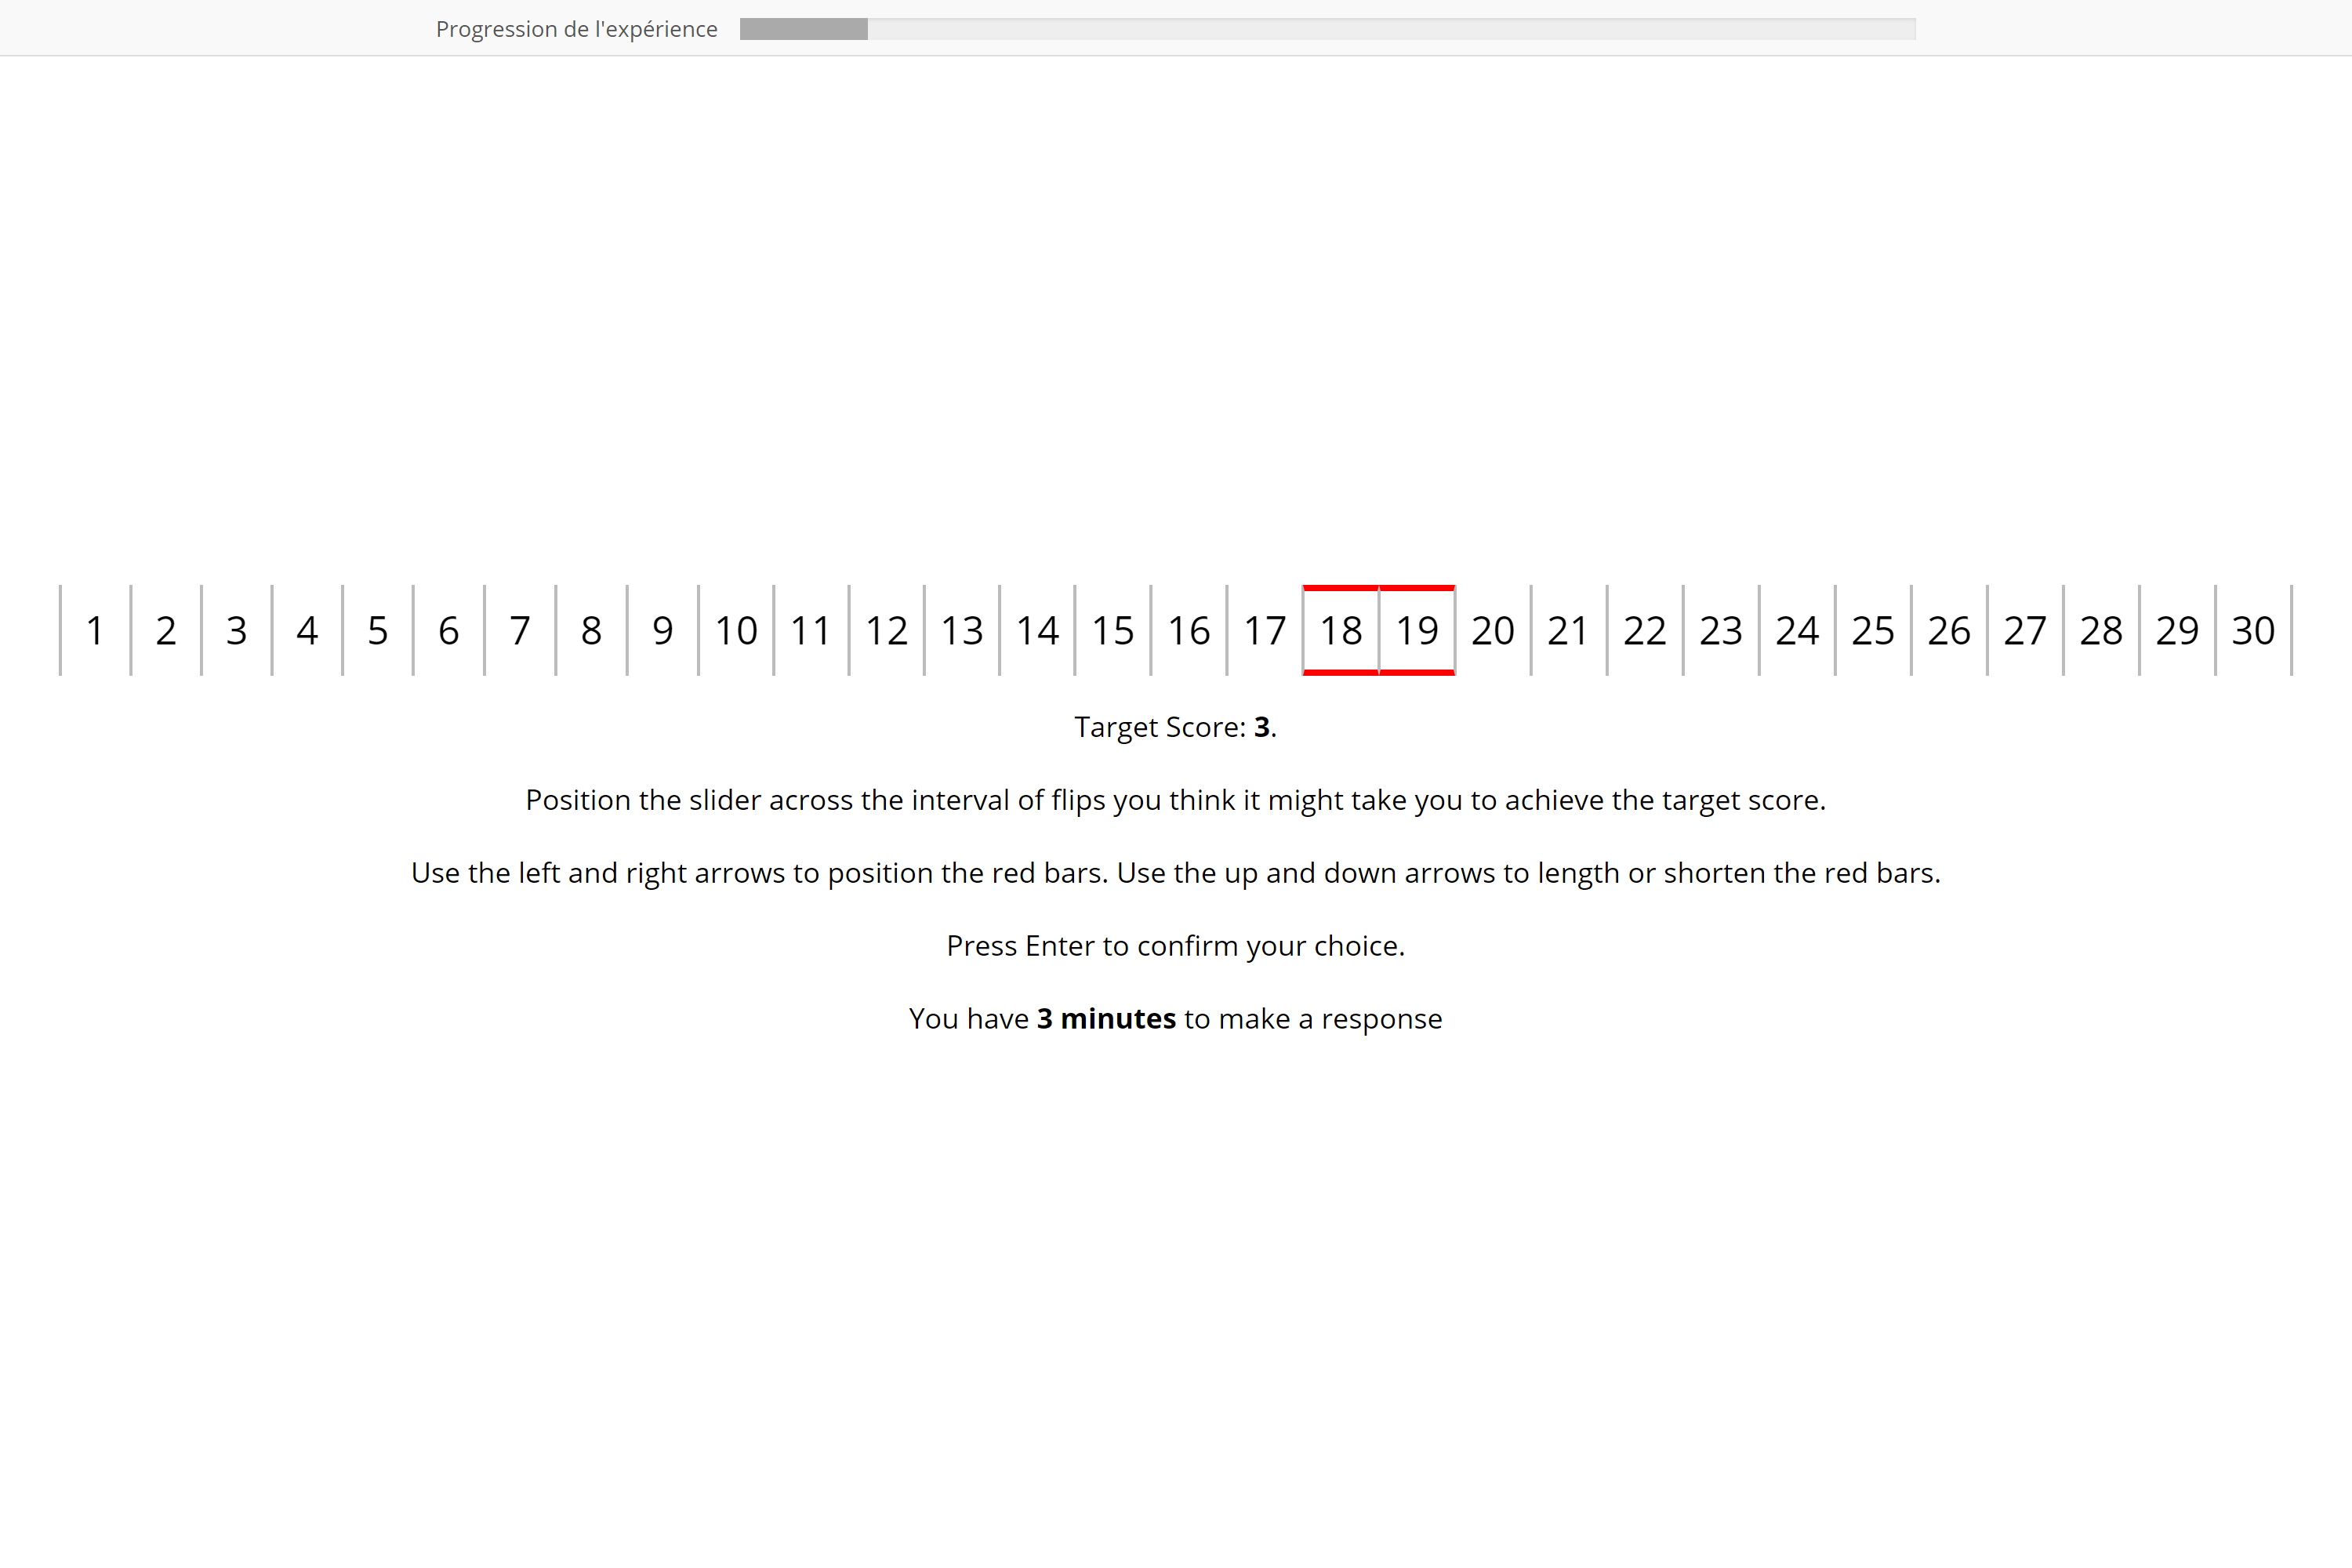 Progression de l'expérience
1 2 3 4 5 6 7 8 9 10 11 12 13 14 15 16 17 18 19 20 21 22 23 24 25 26 27 28 29 30
Target Score: 3.
Position the slider across the interval of flips you think it might take you to achieve the target score.
Use the left and right arrows to position the red bars. Use the up and down arrows to length or shorten the red bars.
Press Enter to confirm your choice.
You have 3 minutes to make a response